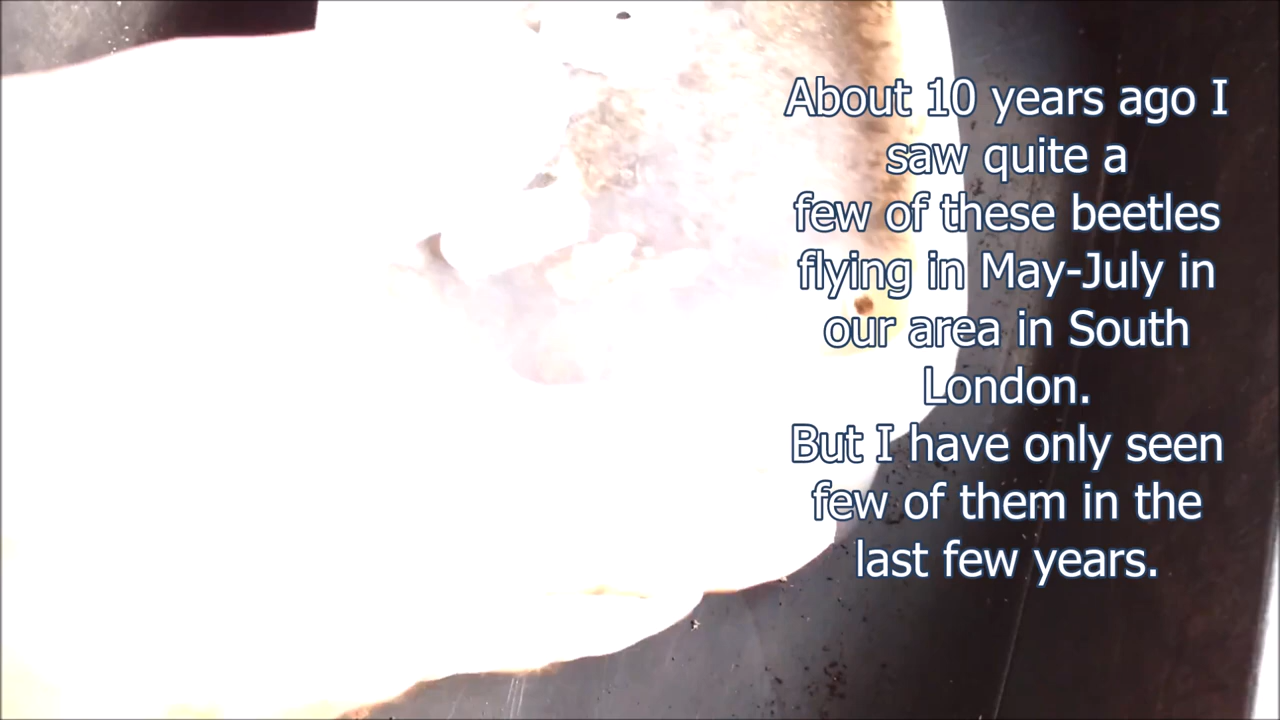 About 10 years ago I
saw quite a
few of these beetles
flying in May-July in
our area in South
London.
But I have only seen
few of them in the
last few years.